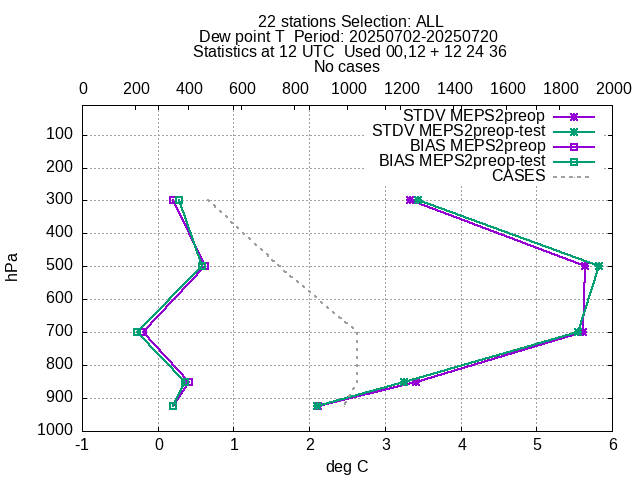 22 stations Selection: ALL
Dew point T  Period: 20250702-20250720
Statistics at 12 UTC  Used 00,12 + 12 24 36
No cases
0 200 400 600 800 1000 1200 1400 1600 1800 2000
STDV MEPS2preop
STDV MEPS2preop-test
BIAS MEPS2preop
BIAS MEPS2preop-test
CASES
100
200
300
400
500
600
700
800
900
1000
hPa
-1 0 1 2 3 4 5 6
deg C